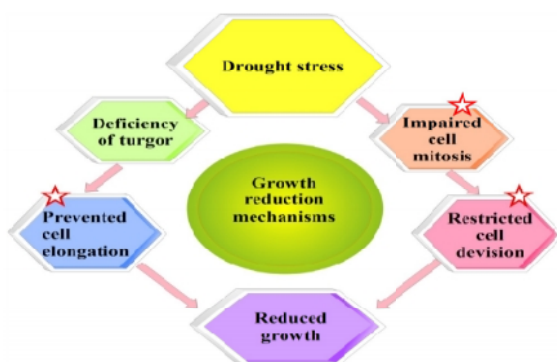 Drought stress
Deficiency
of turgor
Impaired
cell
mitosis
Growth
reduction
mechanisms
Prevented
cell
elongation
Restricted
cell
devision
Reduced
growth